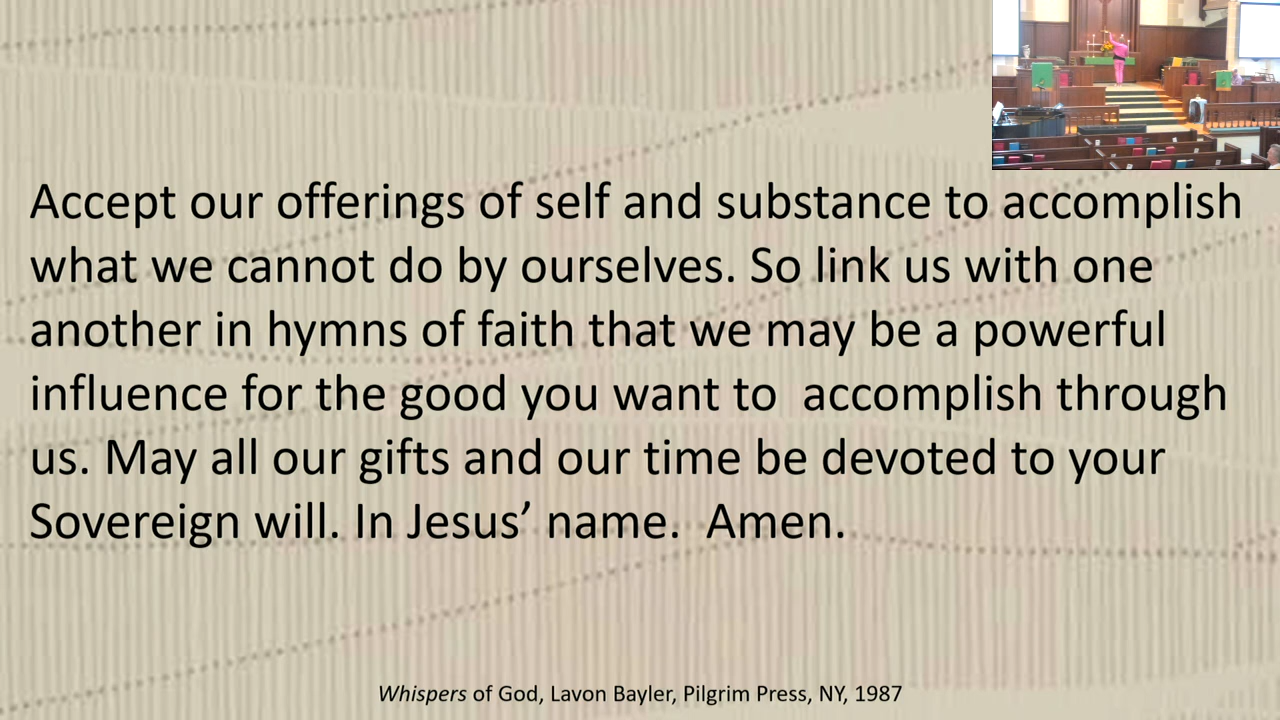 Accept our offerings of self and substance to accomplish
what we cannot do by ourselves. So link us with one
another in hymns of faith that we may be a powerful
influence for the good you want to  accomplish through
us. May all our gifts and our time be devoted to your
Sovereign will. In Jesus’ name.  Amen.
Whispers of God, Lavon Bayler, Pilgrim Press, NY, 1987